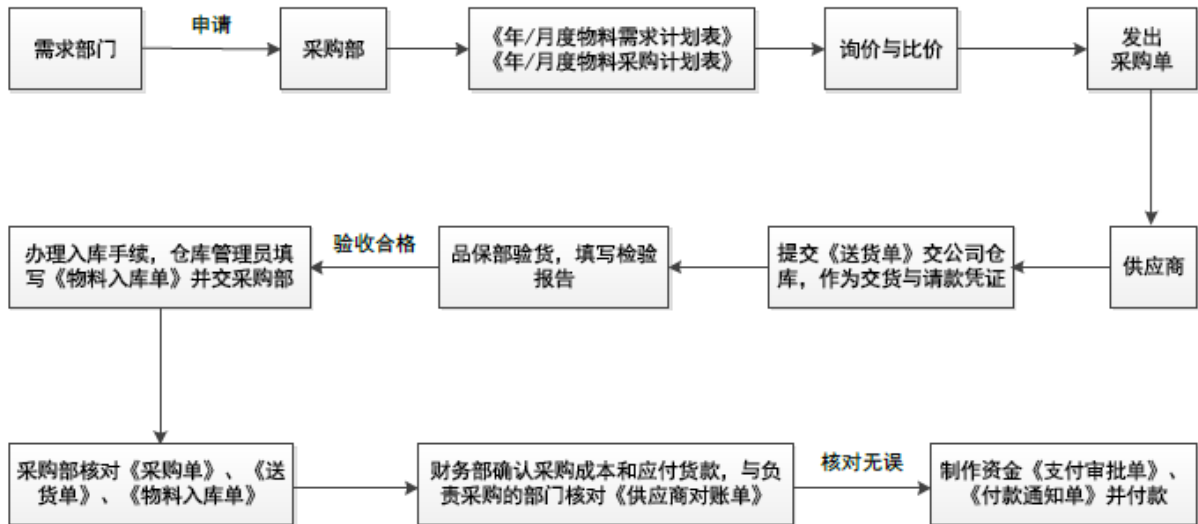 申请
需求部门
采购部
《年/月度物料需求计划表》
《年/月度物料采购计划表》
询价与比价
发出
采购单
供应商
提交《送货单》交公司仓
库，作为交货与请款凭证
品保部验货，填写检验
报告
验收合格
办理入库手续，仓库管理员填
写《物料入库单》并交采购部
采购部核对《采购单》、《送
货单》、《物料入库单》
财务部确认采购成本和应付货款，与负
责采购的部门核对《供应商对账单》
核对无误
制作资金《支付审批单》、
《付款通知单》并付款